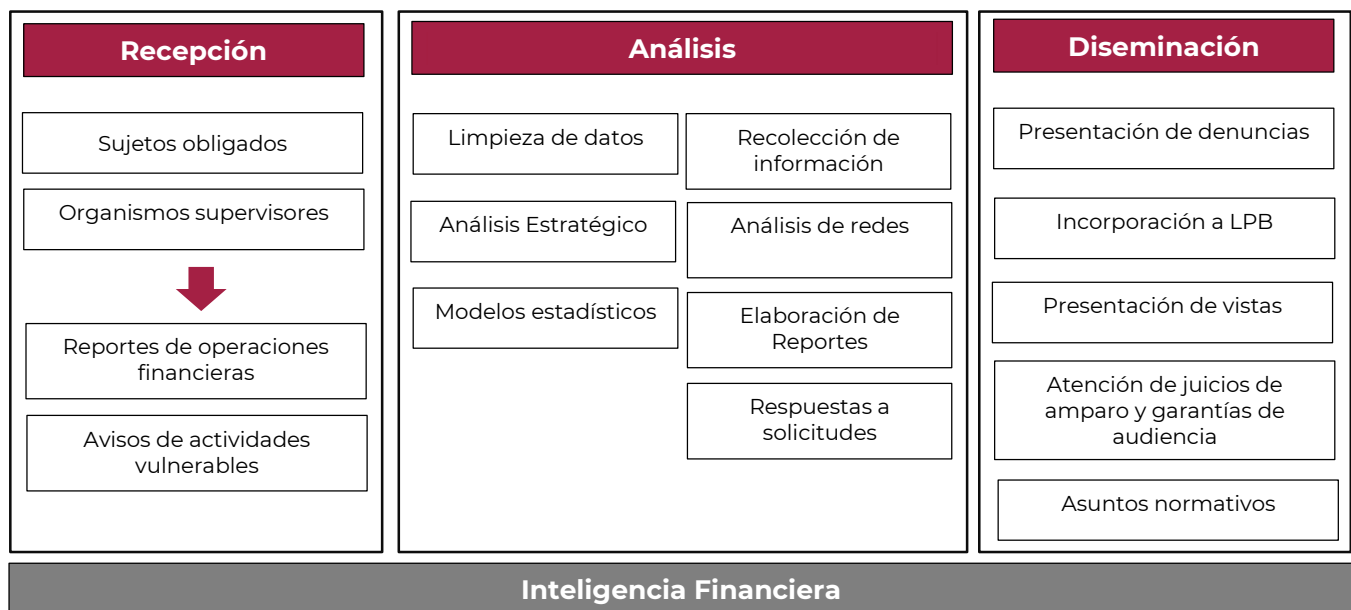 Recepción
Sujetos obligados
Organismos supervisores
Reportes de operaciones
financieras
Avisos de actividades
vulnerables
Análisis
Limpieza de datos
Análisis Estratégico
Modelos estadísticos
Recolección de
información
Análisis de redes
Elaboración de
Reportes
Respuestas a
solicitudes
Diseminación
Presentación de denuncias
Incorporación a LPB
Presentación de vistas
Atención de juicios de
amparo y garantías de
audiencia
Asuntos normativos
Inteligencia Financiera